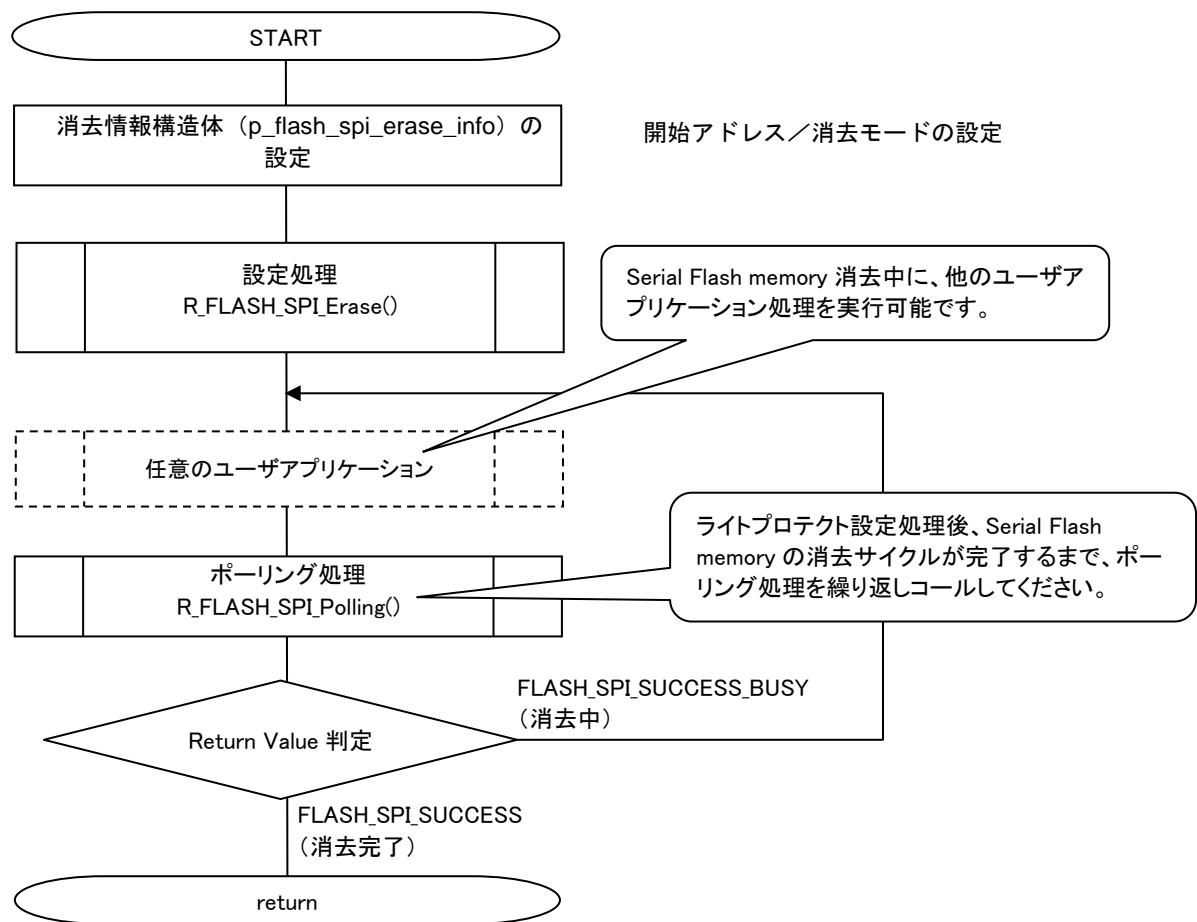 START
消去情報構造体（p_flash_spi_erase_info）の
設定
開始アドレス／消去モードの設定
設定処理
R_FLASH_SPI_Erase()
Serial Flash memory 消去中に、他のユーザア
プリケーション処理を実行可能です。
任意のユーザアプリケーション
ライトプロテクト設定処理後、Serial Flash
memory の消去サイクルが完了するまで、ポー
リング処理を繰り返しコールしてください。
ポーリング処理
R_FLASH_SPI_Polling()
FLASH_SPI_SUCCESS_BUSY
（消去中）
Return Value 判定
FLASH_SPI_SUCCESS
（消去完了）
return